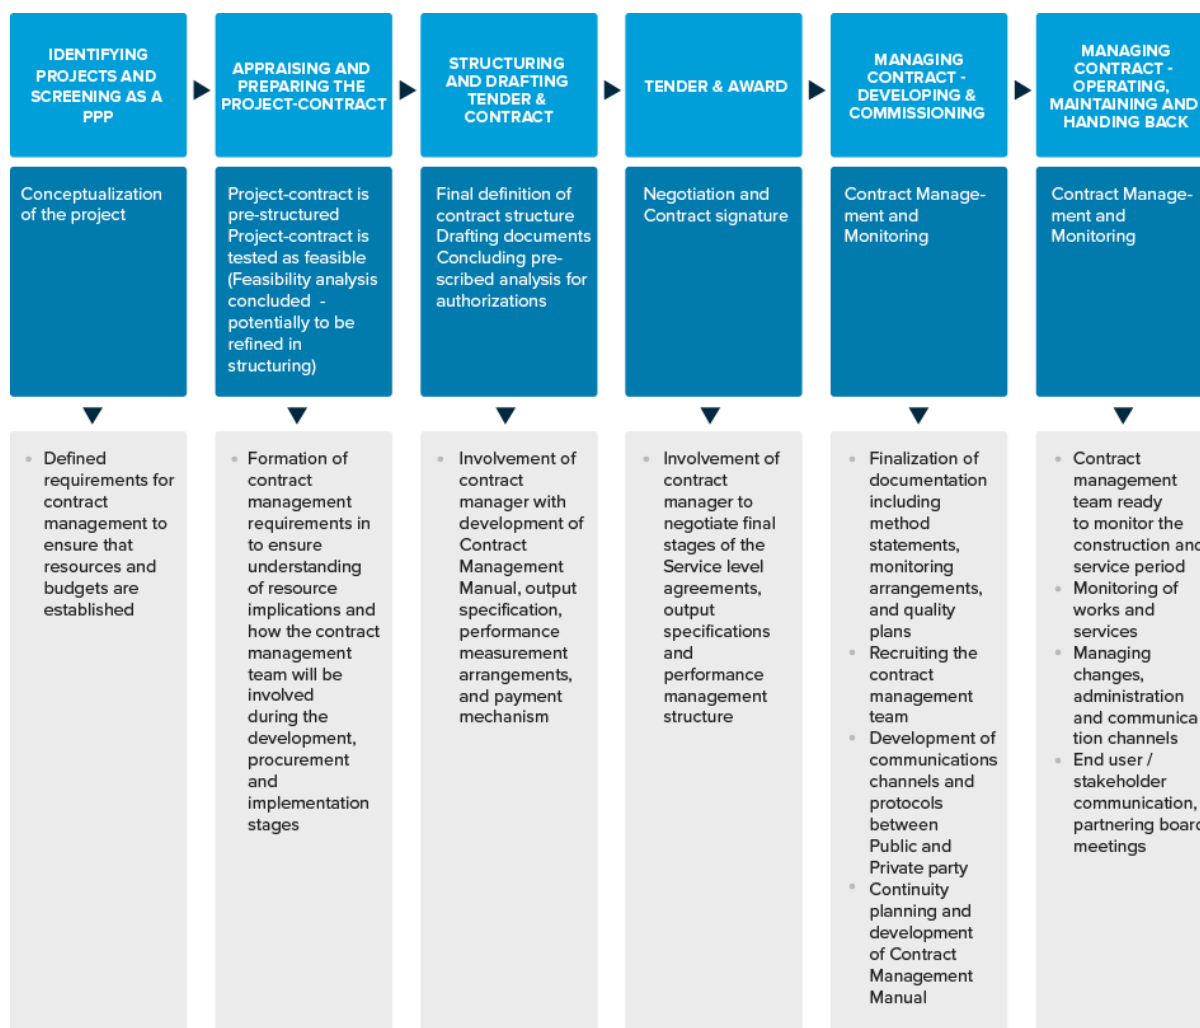 IDENTIFYING
PROJECTS AND
SCREENING AS A
PPP
APPRAISING AND
PREPARING THE
PROJECT-CONTRACT
STRUCTURING
AND DRAFTING
TENDER &
CONTRACT
TENDER & AWARD
MANAGING
CONTRACT -
DEVELOPING &
COMMISSIONING
MANAGING
CONTRACT -
OPERATING,
MAINTAINING AND
HANDING BACK
Conceptualization
of the project
Project-contract is
pre-structured
Project-contract is
tested as feasible
(Feasibility analysis
concluded -
potentially to be
refined in
structuring)
Final definition of
contract structure
Drafting documents
Concluding pre-
scribed analysis for
authorizations
Negotiation and
Contract signature
Contract Manage-
ment and
Monitoring
Contract Manage-
ment and
Monitoring
• Defined
requirements for
contract
management to
ensure that
resources and
budgets are
established
• Formation of
contract
management
requirements in
to ensure
understanding
of resource
implications and
how the contract
management
team will be
involved
during the
development,
procurement
and
implementation
stages
• Involvement of
contract
manager with
development of
Contract
Management
Manual, output
specification,
performance
measurement
arrangements,
and payment
mechanism
• Involvement of
contract
manager to
negotiate final
stages of the
Service level
agreements,
output
specifications
and
performance
management
structure
• Finalization of
documentation
including
method
statements,
monitoring
arrangements,
and quality
plans
• Recruiting the
contract
management
team
• Development of
communications
channels and
protocols
between
Public and
Private party
• Continuity
planning and
development
of Contract
Management
Manual
• Contract
management
team ready
to monitor the
construction and
service period
• Monitoring of
works and
services
• Managing
changes,
administration
and communica
tion channels
• End user /
stakeholder
communication,
partnering board
meetings